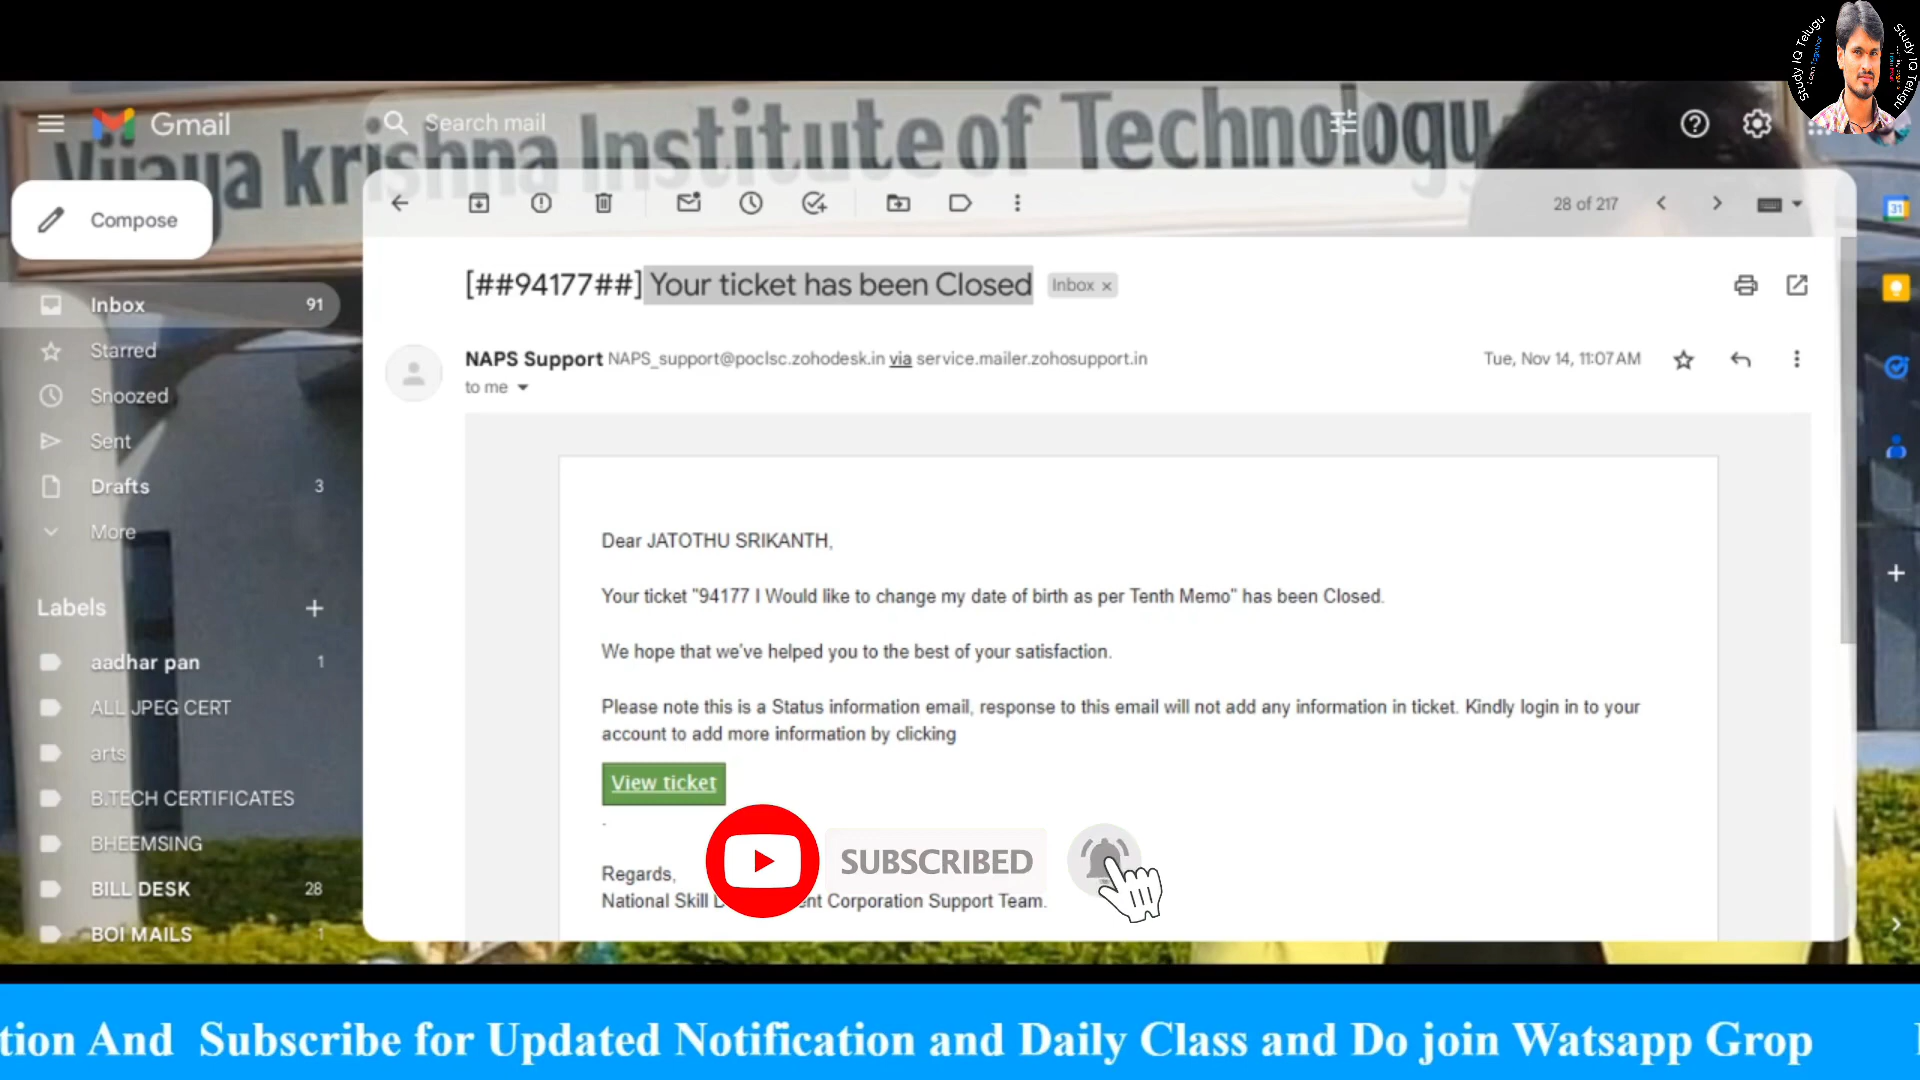 Study IQ Telugu
Study IQ Telugu
Vijaya krishna Institute of Technology
Gmail
Search mail
Compose
28 of 217
31
[##94177##] Your ticket has been Closed
Inbox ×
Inbox 91
Starred
Snoozed
Sent
Drafts 3
More
Labels +
aadhar pan 1
ALL JPEG CERT
arts
B.TECH CERTIFICATES
BHEEMSING
BILL DESK 28
BOI MAILS 1
NAPS Support NAPS_support@poclsc.zohodesk.in via service.mailer.zohosupport.in
Tue, Nov 14, 11:07 AM
to me
Dear JATOTHU SRIKANTH,
Your ticket "94177 I Would like to change my date of birth as per Tenth Memo" has been Closed.
We hope that we've helped you to the best of your satisfaction.
Please note this is a Status information email, response to this email will not add any information in ticket. Kindly login in to your
account to add more information by clicking
View ticket
SUBSCRIBED
Regards,
National Skill D nt Corporation Support Team.
tion And Subscribe for Updated Notification and Daily Class and Do join Watsapp Grop